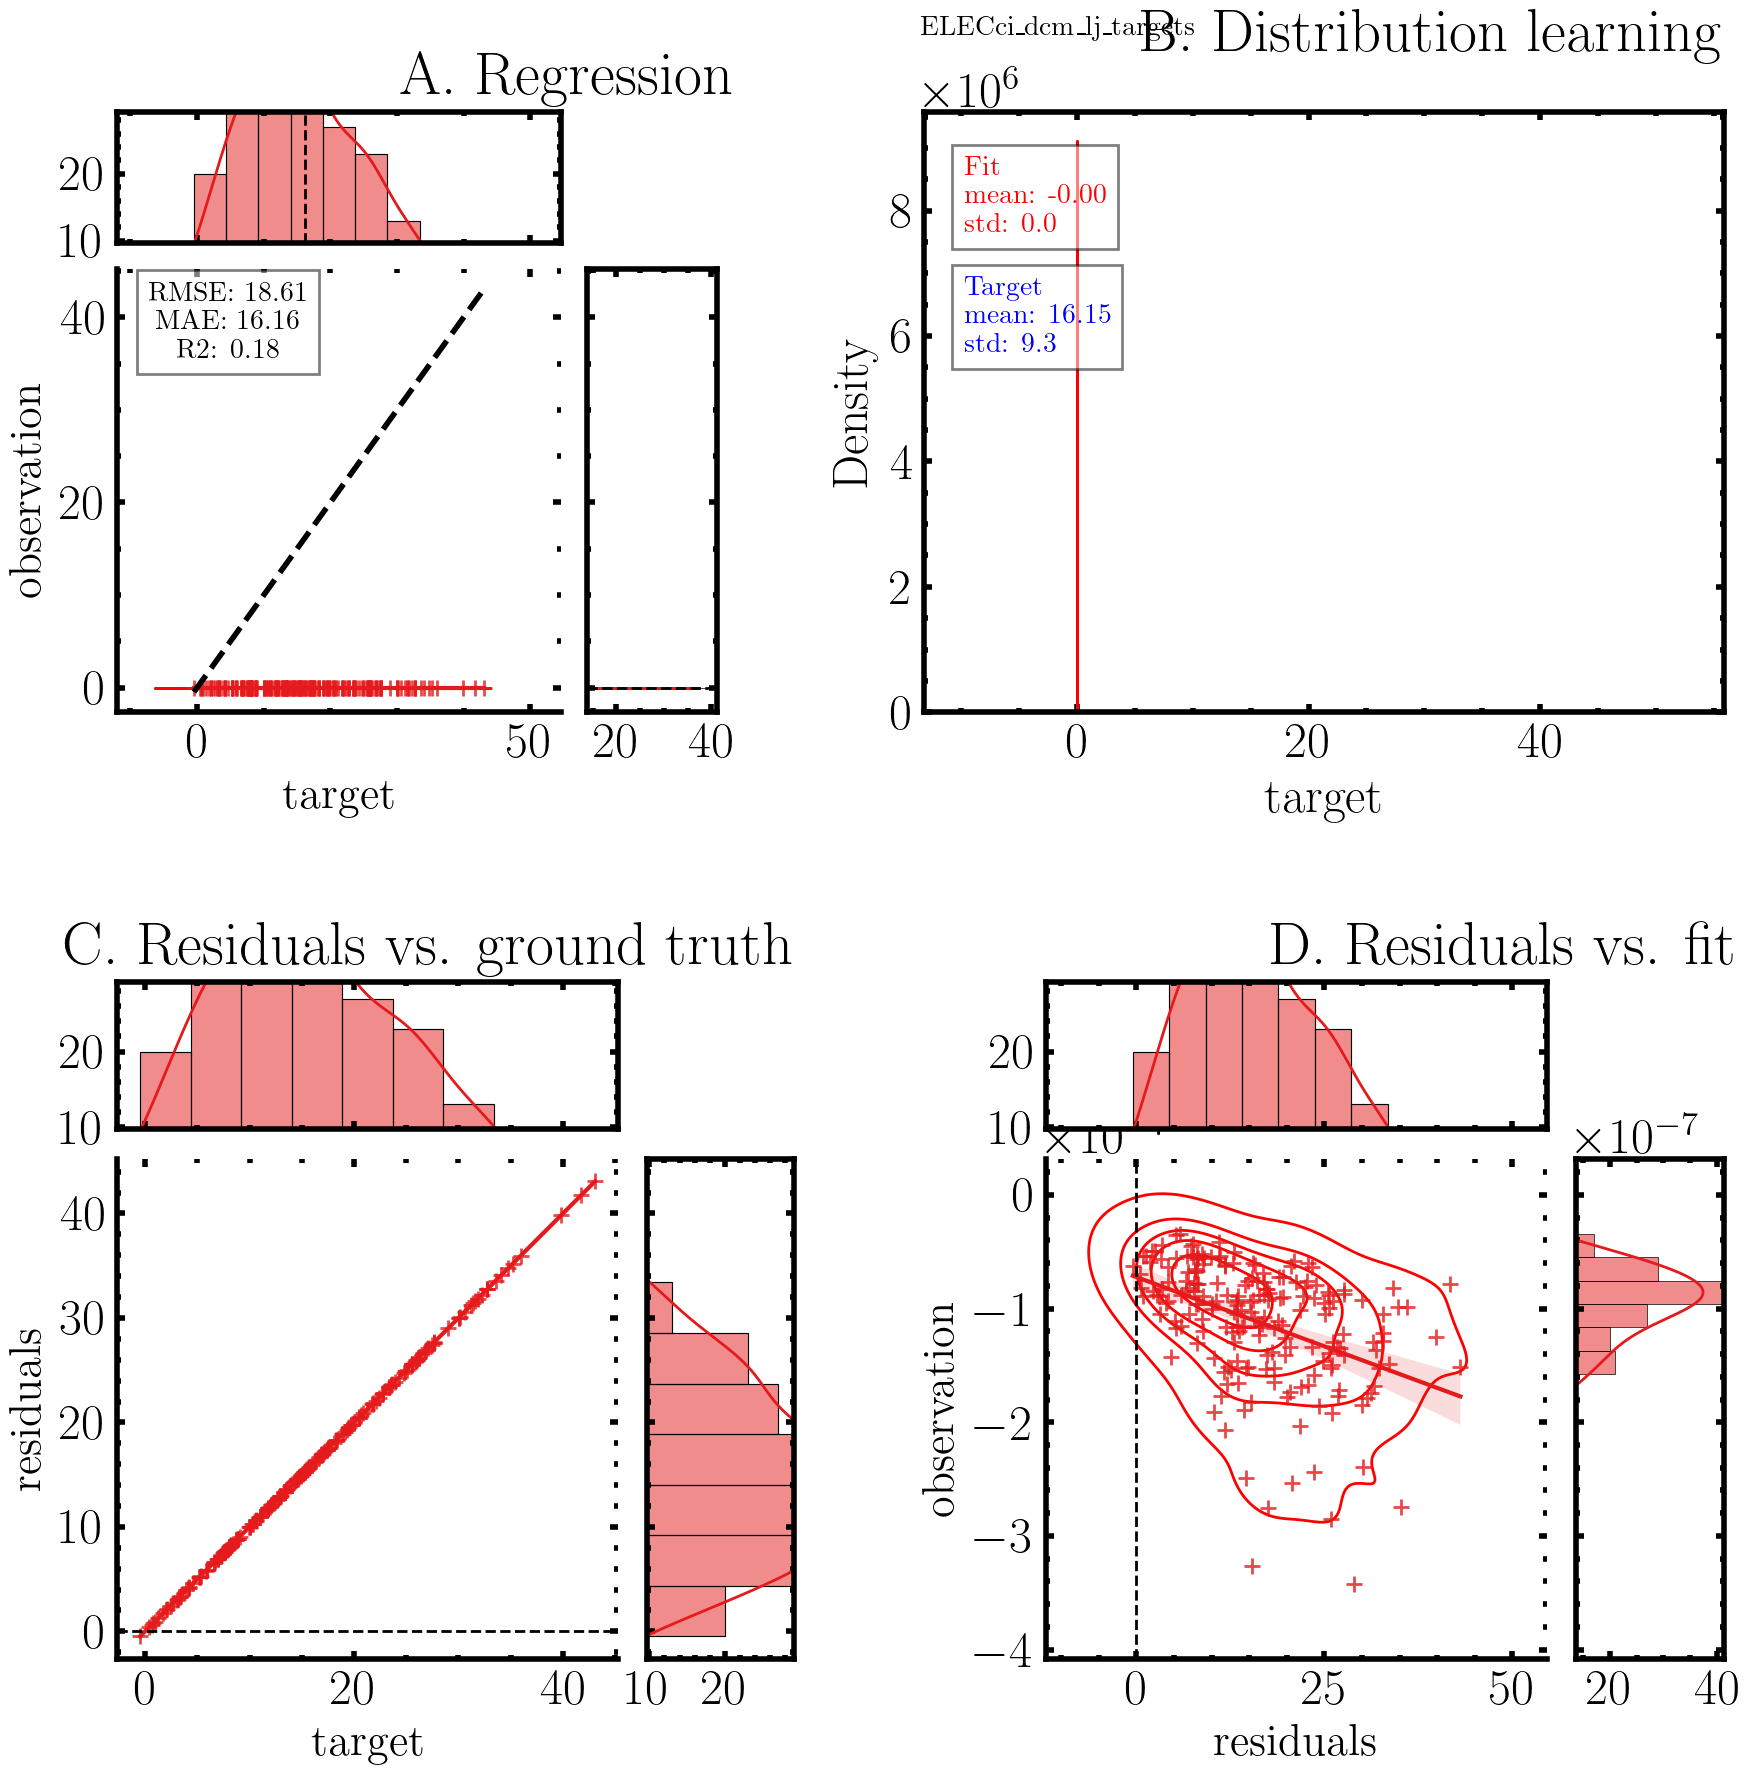 ELECci_dcm_lj_targets
A. Regression
B. Distribution learning
×10⁶
20
10
RMSE: 18.61
MAE: 16.16
R2: 0.18
40
20
0
observation
0
50
target
20
40
Fit
mean: -0.00
std: 0.0
Target
mean: 16.15
std: 9.3
8
6
4
2
0
Density
0
20
40
target
C. Residuals vs. ground truth
20
10
40
30
20
10
0
residuals
0
20
40
target
10
20
D. Residuals vs. fit
20
10
×10
×10⁻⁷
0
−1
−2
−3
−4
observation
0
25
50
residuals
20
40